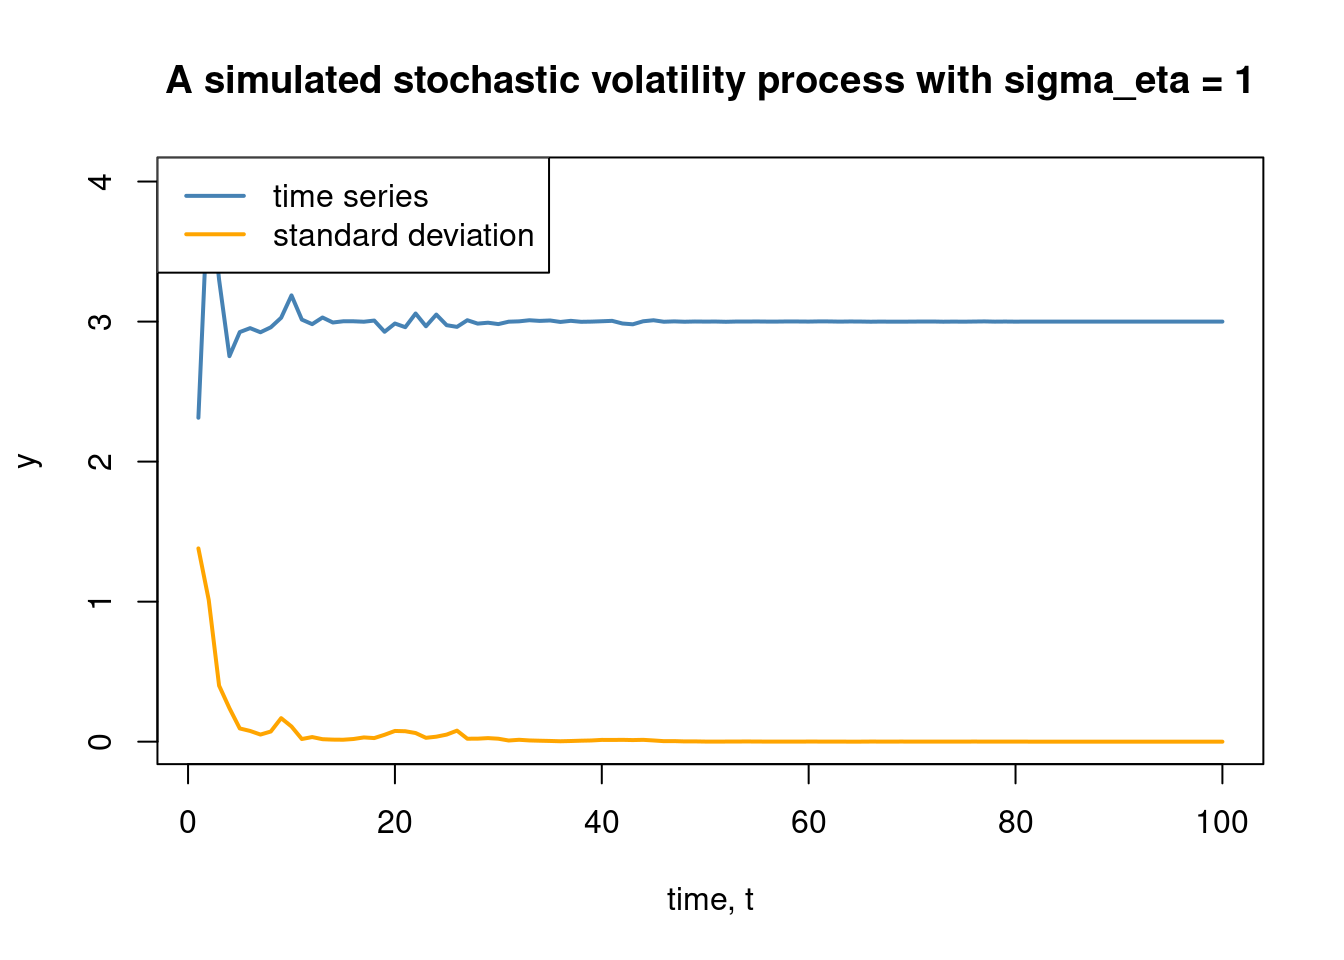 A simulated stochastic volatility process with sigma_eta = 1
time series
standard deviation
y
4
3
2
1
0
0 20 40 60 80 100
time, t